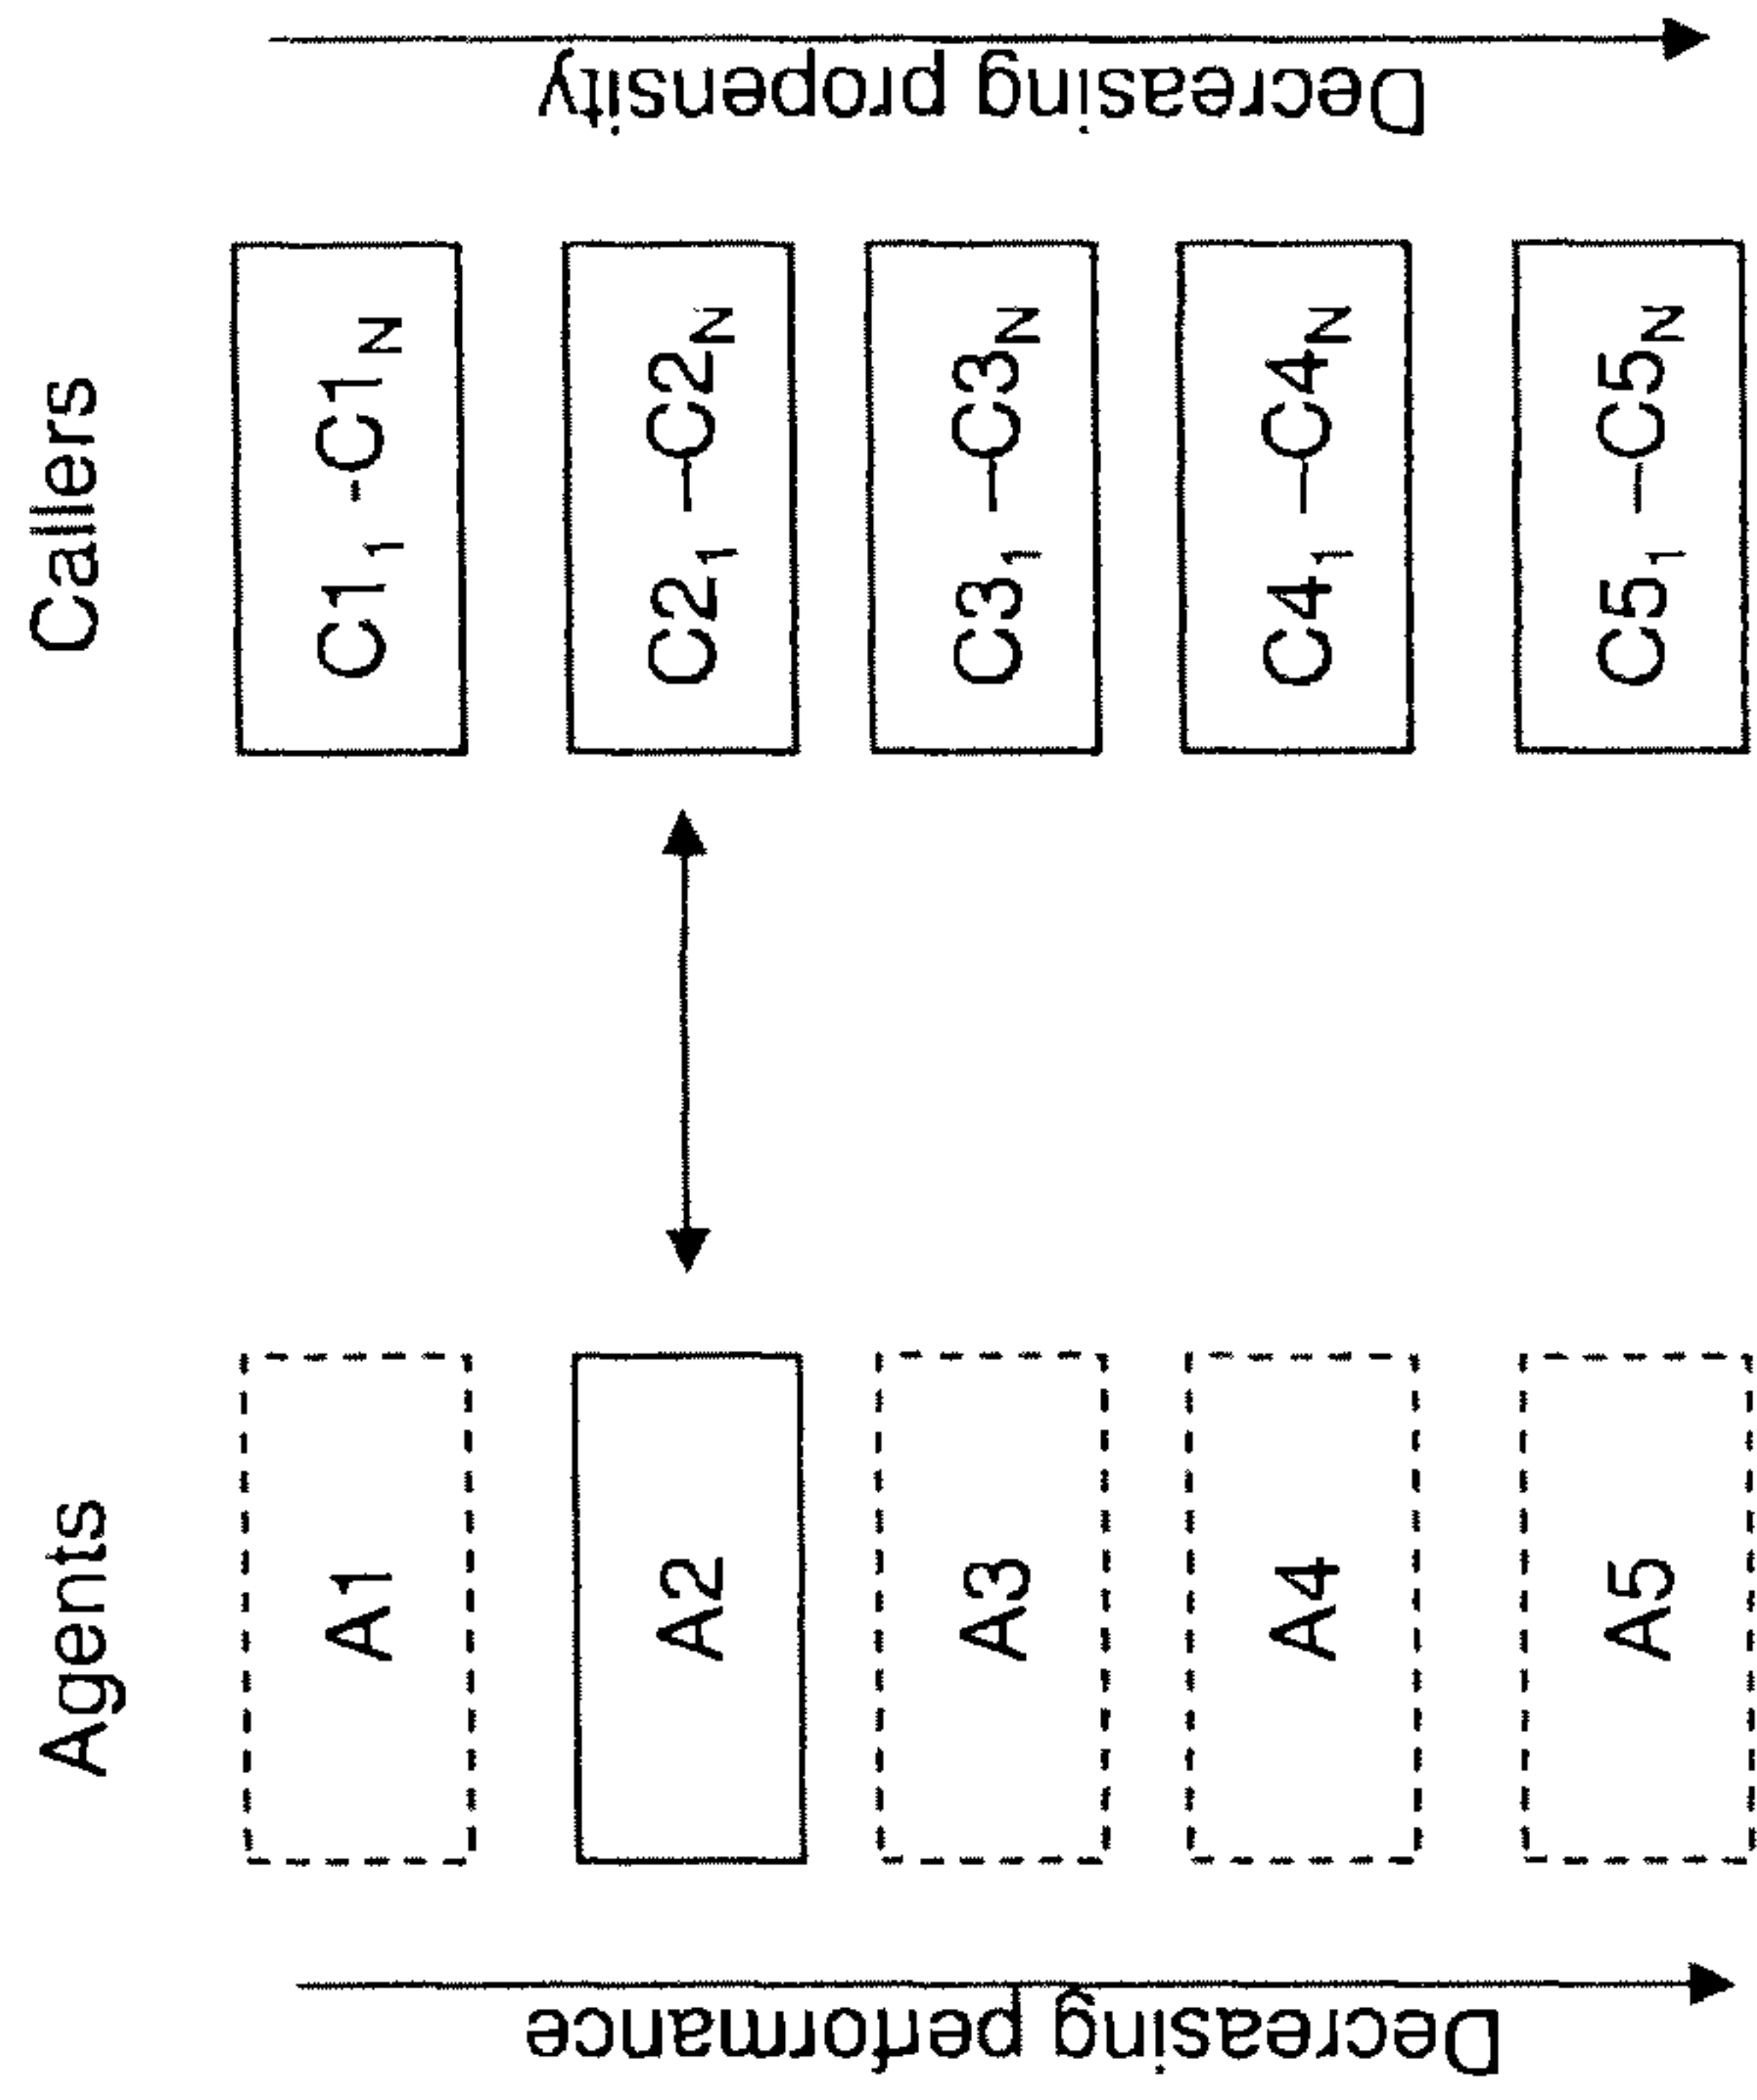 Agents
Callers
Decreasing performance
A1
C1₁ - C1N
A2
C2₁ — C2N
A3
C3₁ — C3N
A4
C4₁ — C4N
A5
C5₁ — C5N
Decreasing propensity